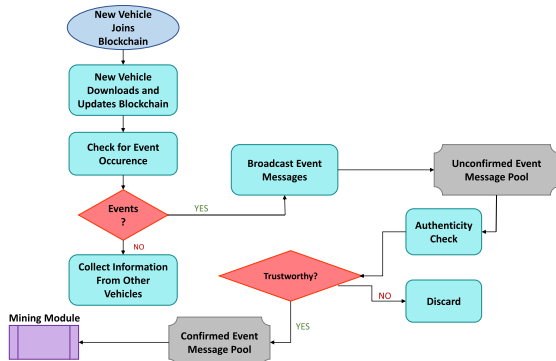 New Vehicle
Joins
Blockchain
New Vehicle
Downloads and
Updates Blockchain
Check for Event
Occurence
Events
?
YES
NO
Collect Information
From Other
Vehicles
Broadcast Event
Messages
Unconfirmed Event
Message Pool
Authenticity
Check
Trustworthy?
NO
Discard
YES
Confirmed Event
Message Pool
Mining Module